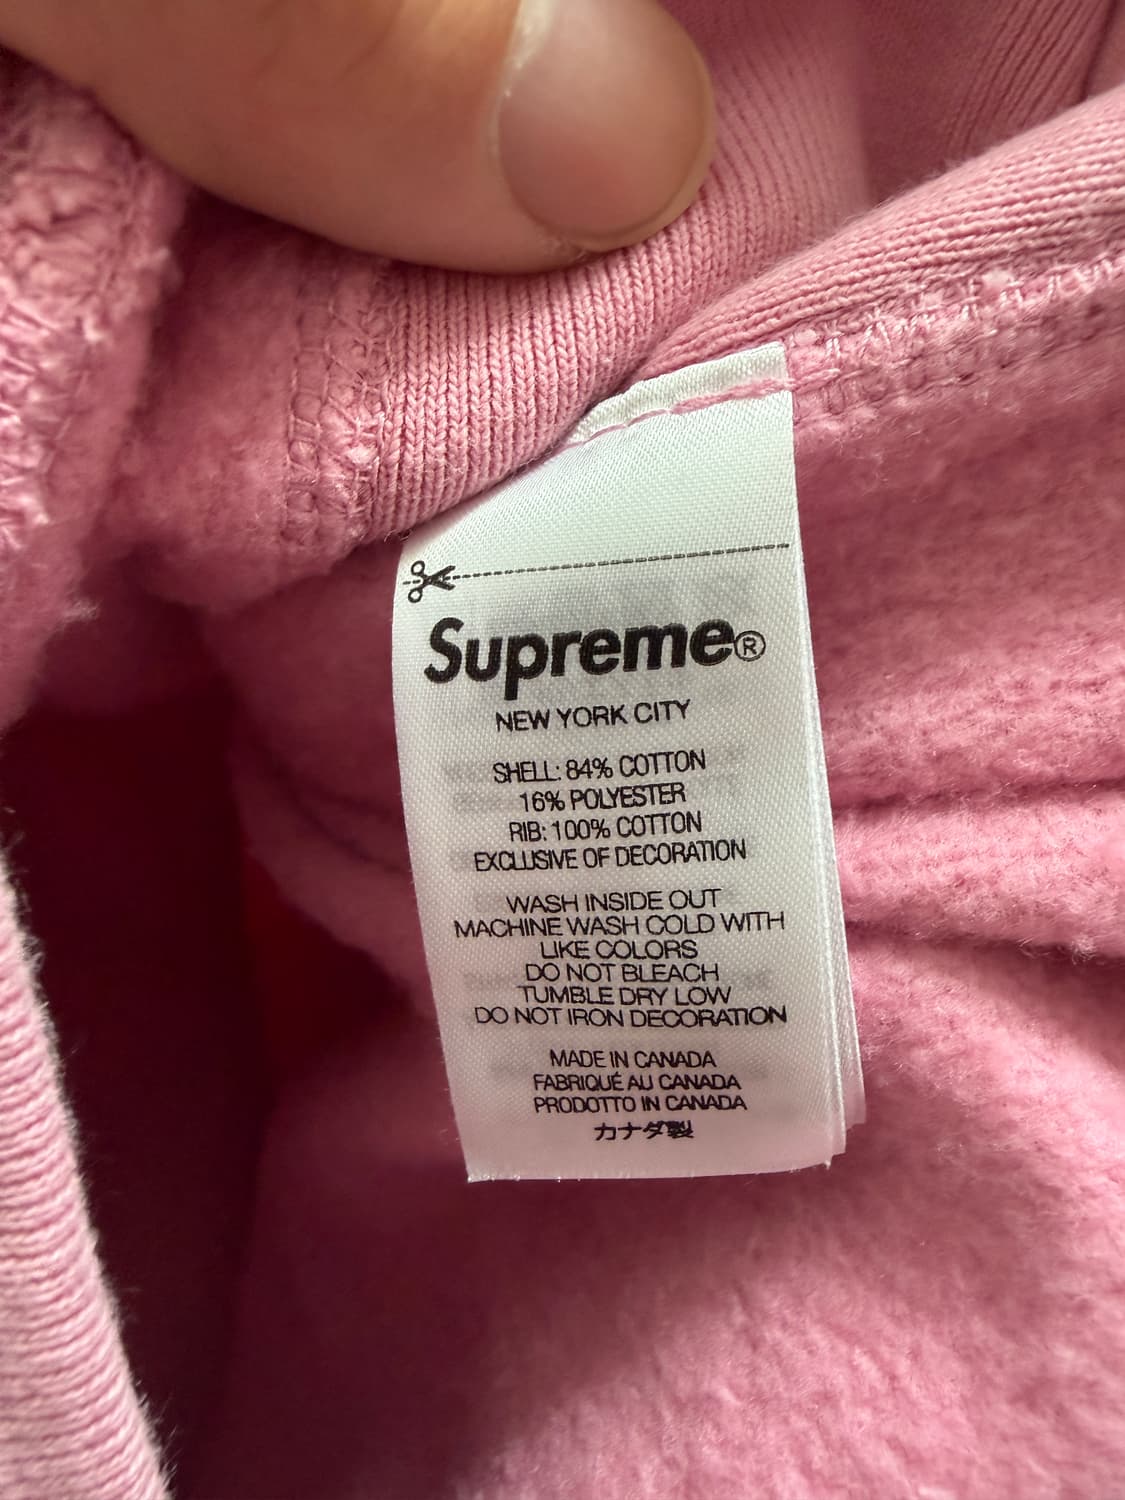 Supreme®
NEW YORK CITY
SHELL: 84% COTTON
16% POLYESTER
RIB: 100% COTTON
EXCLUSIVE OF DECORATION
WASH INSIDE OUT
MACHINE WASH COLD WITH
LIKE COLORS
DO NOT BLEACH
TUMBLE DRY LOW
DO NOT IRON DECORATION
MADE IN CANADA
FABRIQUÉ AU CANADA
PRODOTTO IN CANADA
カナダ製